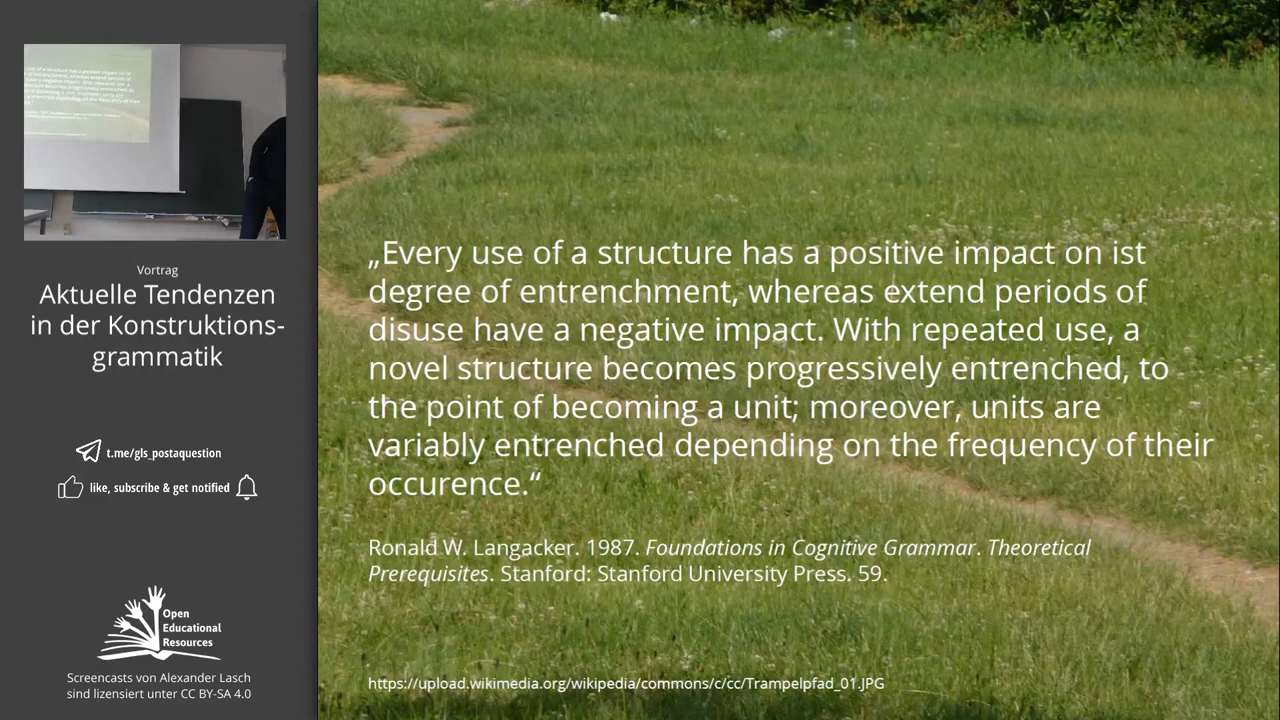 Vortrag
Aktuelle Tendenzen
in der Konstruktions-
grammatik
t.me/gls_postaquestion
like, subscribe & get notified
Open
Educational
Resources
Screencasts von Alexander Lasch
sind lizensiert unter CC BY-SA 4.0
„Every use of a structure has a positive impact on ist
degree of entrenchment, whereas extend periods of
disuse have a negative impact. With repeated use, a
novel structure becomes progressively entrenched, to
the point of becoming a unit; moreover, units are
variably entrenched depending on the frequency of their
occurence.“
Ronald W. Langacker. 1987. Foundations in Cognitive Grammar. Theoretical
Prerequisites. Stanford: Stanford University Press. 59.
https://upload.wikimedia.org/wikipedia/commons/c/cc/Trampelpfad_01.JPG